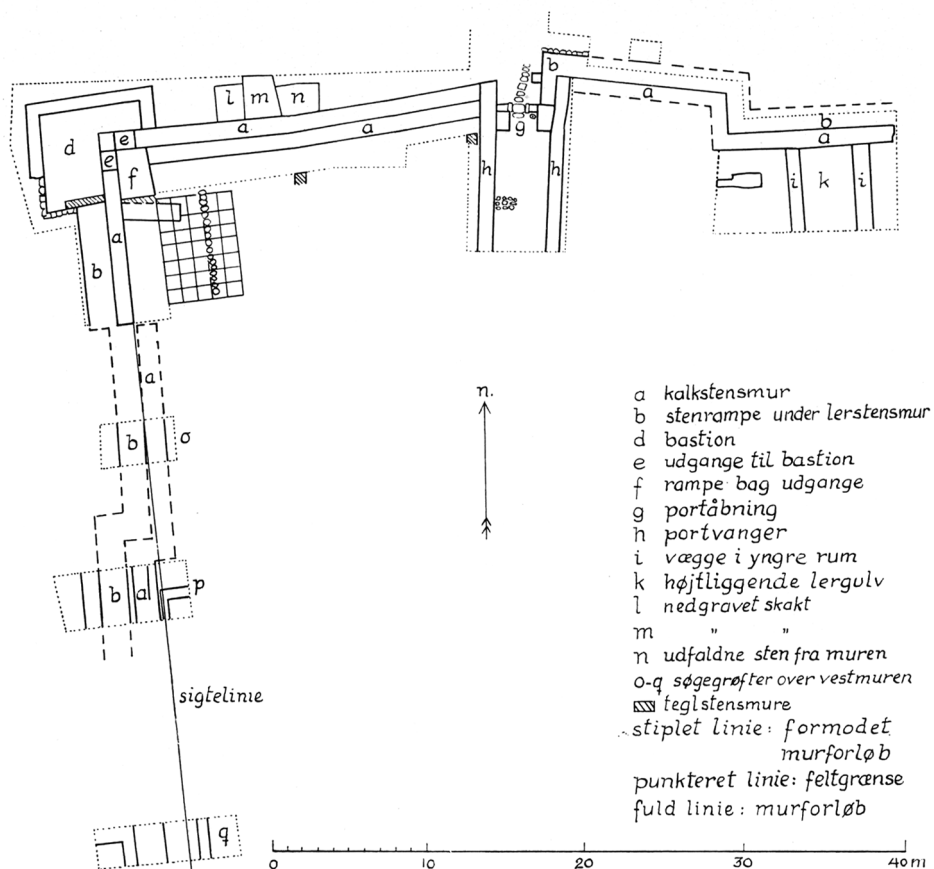 b
a
l m n
a
b
a
a
g
b
a
d
e
e
f
h
h
i
k
i
a
b
a
b
o
b
a
p
q
sigtelinie
n.
a kalkstensmur
b stenrampe under lerstensmur
d bastion
e udgange til bastion
f rampe bag udgange
g portåbning
h portvanger
i vægge i yngre rum
k højtliggende lergulv
l nedgravet skakt
m " "
n udfaldne sten fra muren
o-q søgegrøfter over vestmuren
teglstensmure
stiplet linie: formodet
murforløb
punkteret linie: feltgrænse
fuld linie: murforløb
0 10 20 30 40 m